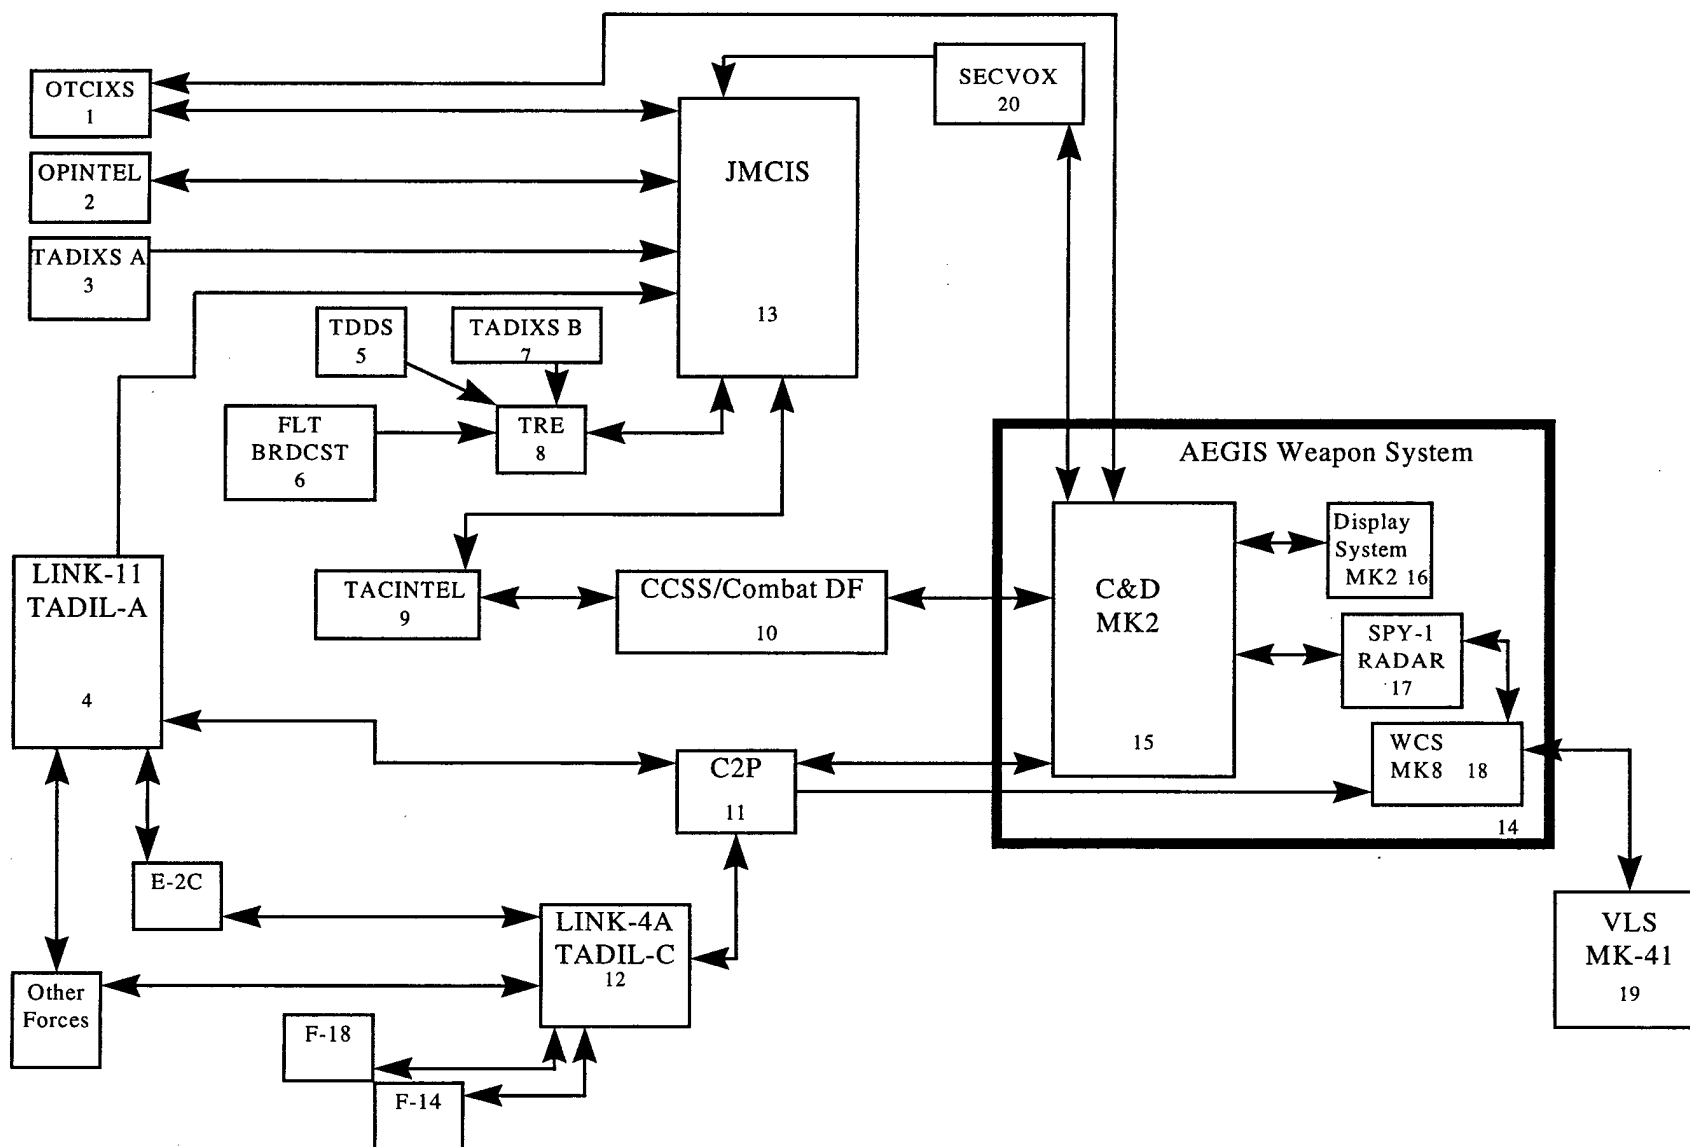 OTCIXS
1
OPINTEL
2
TADIXS A
3
SECVOX
20
JMCIS
13
TDDS
5
TADIXS B
7
FLT
BRDCST
6
TRE
8
AEGIS Weapon System
LINK-11
TADIL-A
4
TACINTEL
9
CCSS/Combat DF
10
C&D
MK2
15
Display
System
MK2 16
SPY-1
RADAR
17
WCS
MK8 18
14
C2P
11
E-2C
LINK-4A
TADIL-C
12
Other
Forces
F-18
F-14
VLS
MK-41
19